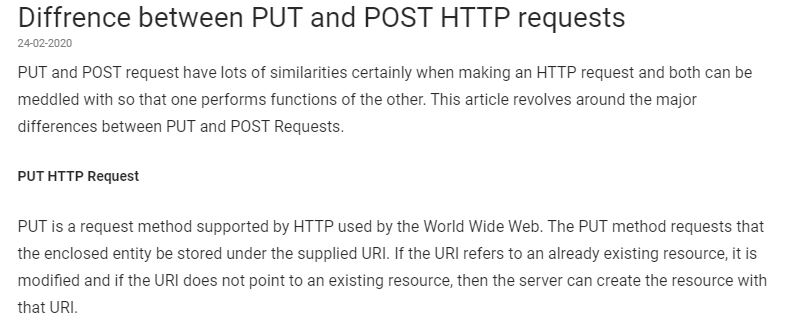 Diffrence between PUT and POST HTTP requests
24-02-2020
PUT and POST request have lots of similarities certainly when making an HTTP request and both can be
meddled with so that one performs functions of the other. This article revolves around the major
differences between PUT and POST Requests.
PUT HTTP Request
PUT is a request method supported by HTTP used by the World Wide Web. The PUT method requests that
the enclosed entity be stored under the supplied URI. If the URI refers to an already existing resource, it is
modified and if the URI does not point to an existing resource, then the server can create the resource with
that URI.